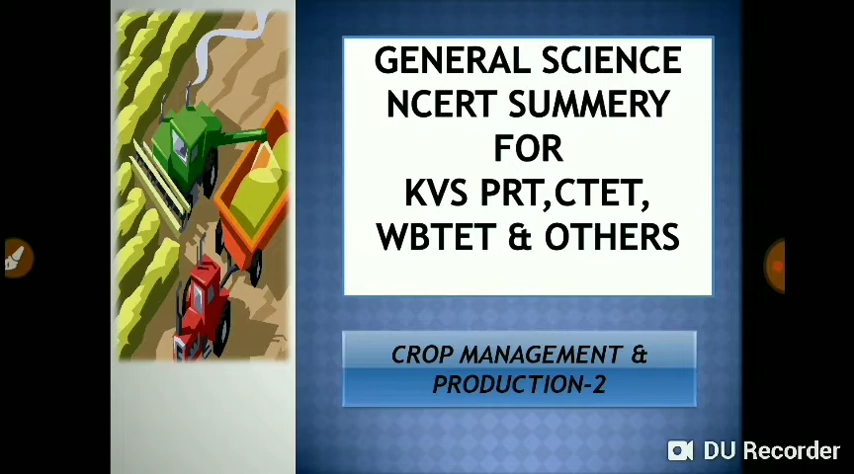 GENERAL SCIENCE
NCERT SUMMERY
FOR
KVS PRT,CTET,
WBTET & OTHERS
CROP MANAGEMENT &
PRODUCTION-2
DU Recorder